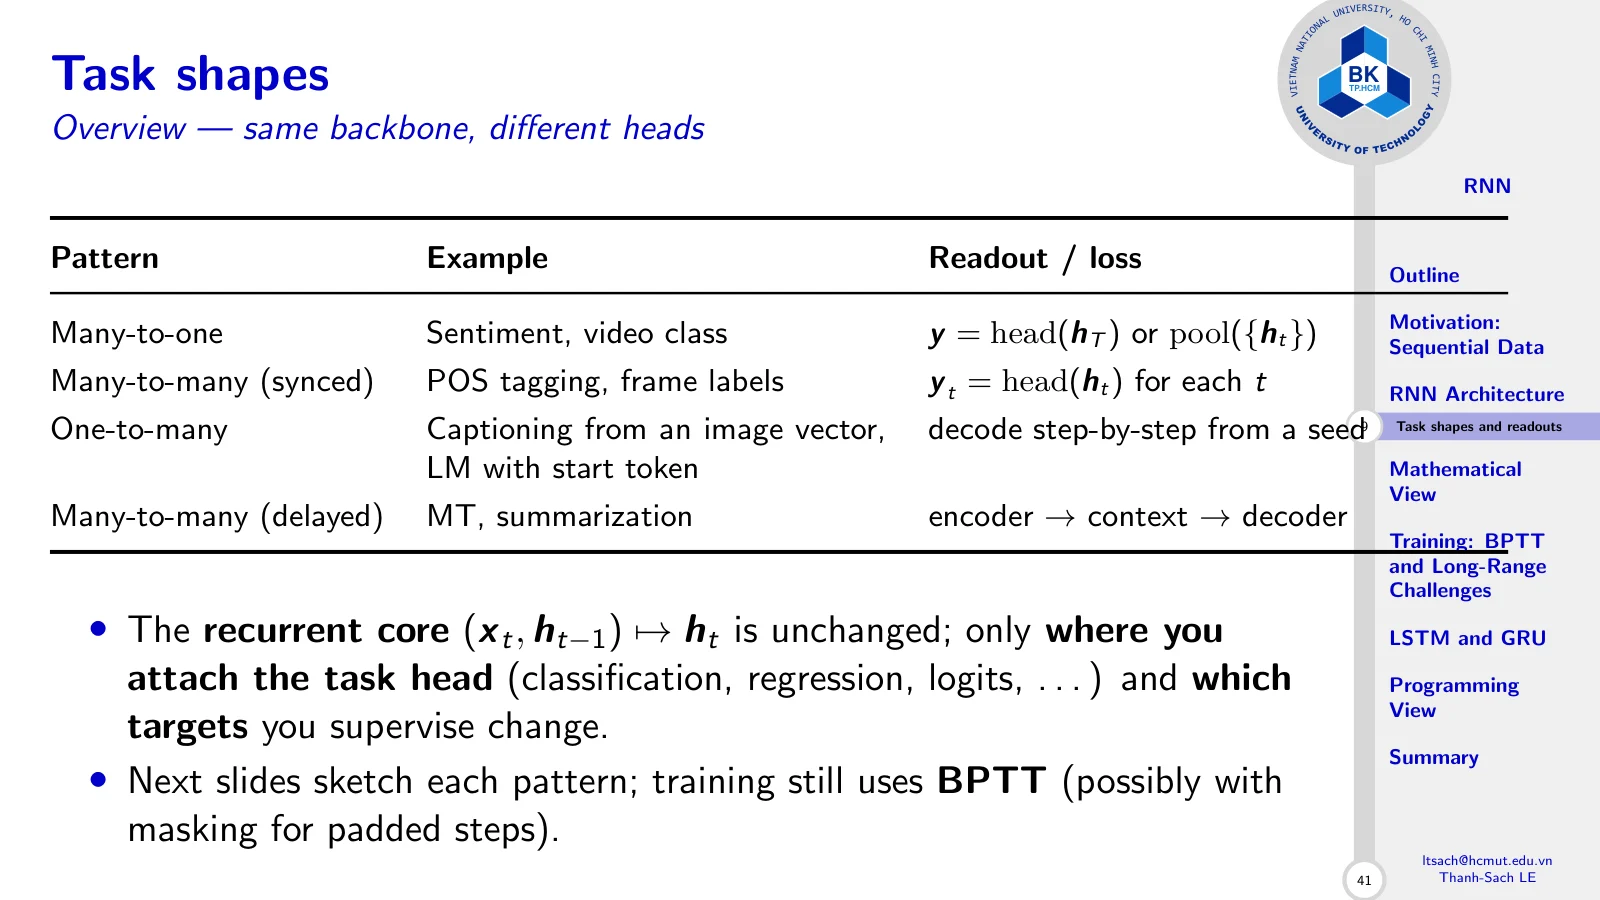 Task shapes
Overview — same backbone, different heads
Pattern Example Readout / loss
Many-to-one Sentiment, video class y = head(h_T) or pool({h_t})
Many-to-many (synced) POS tagging, frame labels y_t = head(h_t) for each t
One-to-many Captioning from an image vector, decode step-by-step from a seed
LM with start token
Many-to-many (delayed) MT, summarization encoder → context → decoder
• The recurrent core (x_t, h_{t−1}) ↦ h_t is unchanged; only where you
attach the task head (classification, regression, logits, . . . ) and which
targets you supervise change.
• Next slides sketch each pattern; training still uses BPTT (possibly with
masking for padded steps).
VIETNAM NATIONAL UNIVERSITY, HO CHI MINH CITY
BK
TP.HCM
UNIVERSITY OF TECHNOLOGY
RNN
Outline
Motivation:
Sequential Data
RNN Architecture
9 Task shapes and readouts
Mathematical
View
Training: BPTT
and Long-Range
Challenges
LSTM and GRU
Programming
View
Summary
ltsach@hcmut.edu.vn
Thanh-Sach LE
41